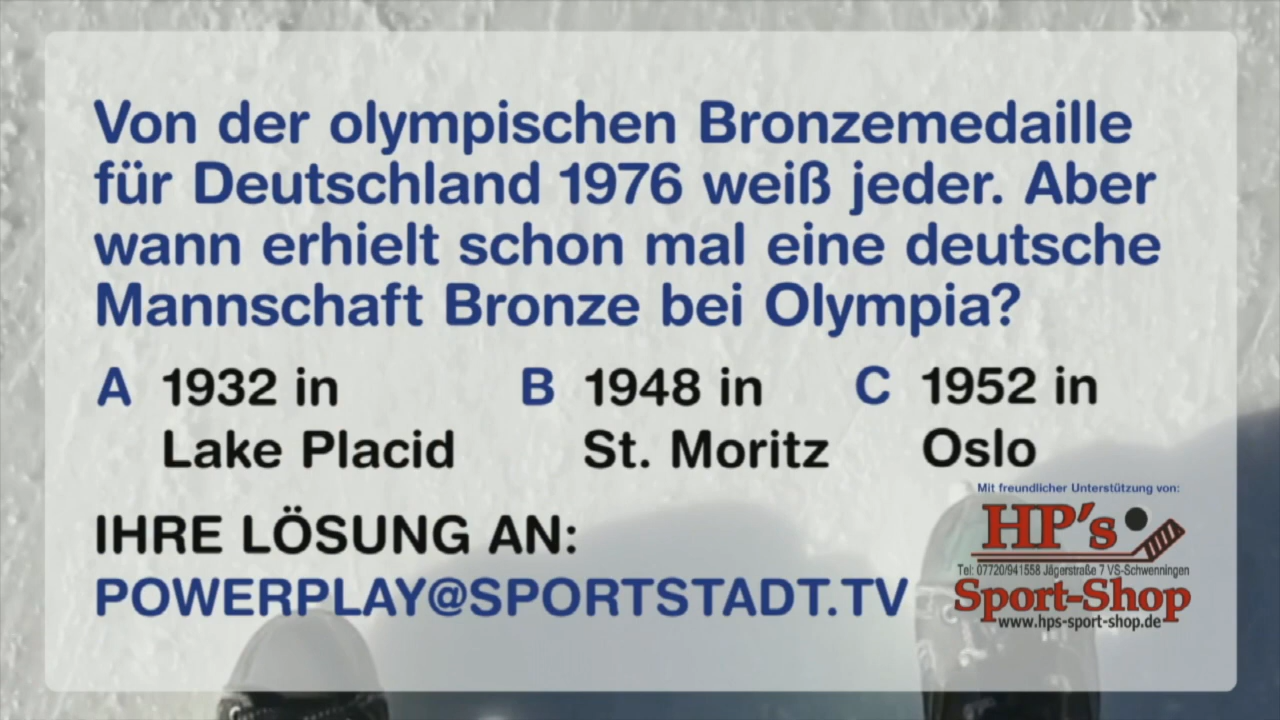 Von der olympischen Bronzemedaille
für Deutschland 1976 weiß jeder. Aber
wann erhielt schon mal eine deutsche
Mannschaft Bronze bei Olympia?
A 1932 in Lake Placid
B 1948 in St. Moritz
C 1952 in Oslo
IHRE LÖSUNG AN:
POWERPLAY@SPORTSTADT.TV
Mit freundlicher Unterstützung von:
HP's
Tel: 07720/941558 Jägerstraße 7 VS-Schwenningen
Sport-Shop
www.hps-sport-shop.de